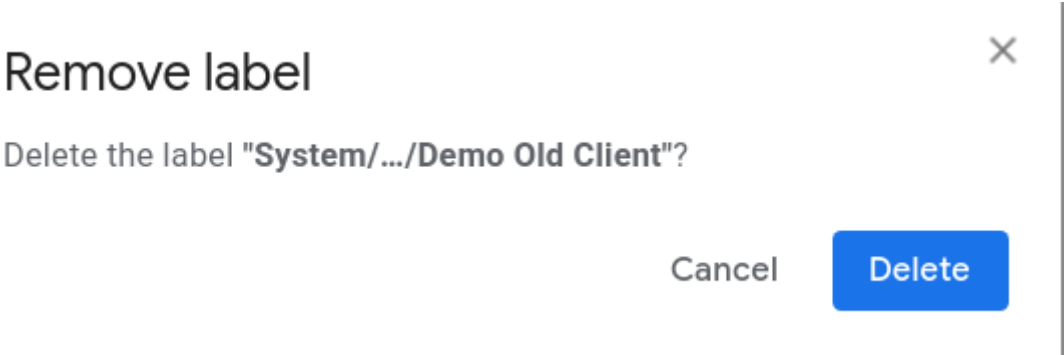 Remove label
Delete the label "System/.../Demo Old Client"?
Cancel Delete